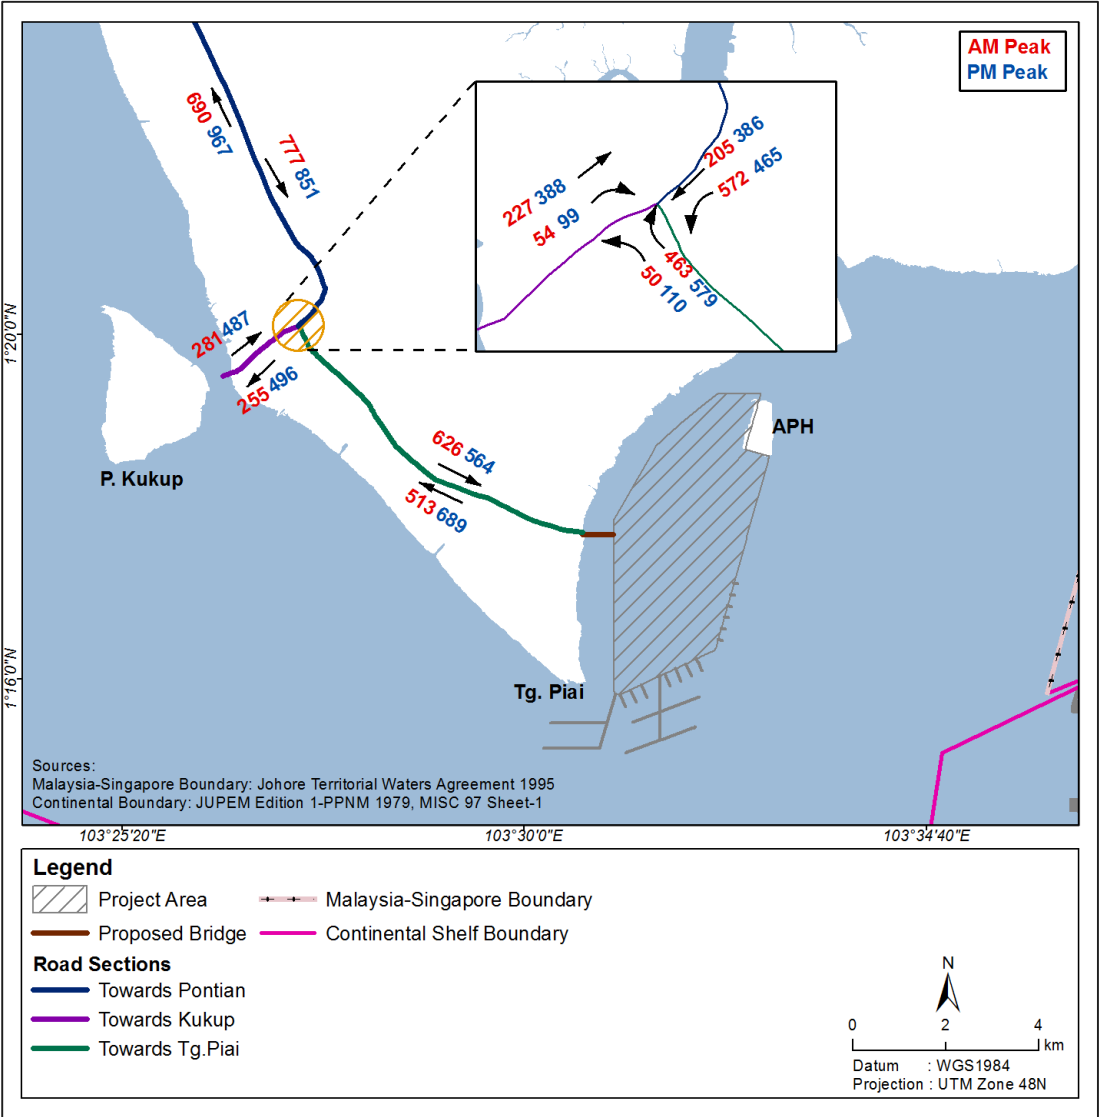 AM Peak
PM Peak
690 967
777 851
205 386
572 465
227 388
54 99
463 579
50 110
281 487
255 496
626 564
513 689
APH
P. Kukup
Tg. Piai
1°20'0"N
1°16'0"N
Sources:
Malaysia-Singapore Boundary: Johore Territorial Waters Agreement 1995
Continental Boundary: JUPEM Edition 1-PPNM 1979, MISC 97 Sheet-1
103°25'20"E
103°30'0"E
103°34'40"E
Legend
Project Area
Malaysia-Singapore Boundary
Proposed Bridge
Continental Shelf Boundary
Road Sections
Towards Pontian
Towards Kukup
Towards Tg.Piai
N
0 2 4
km
Datum : WGS1984
Projection : UTM Zone 48N